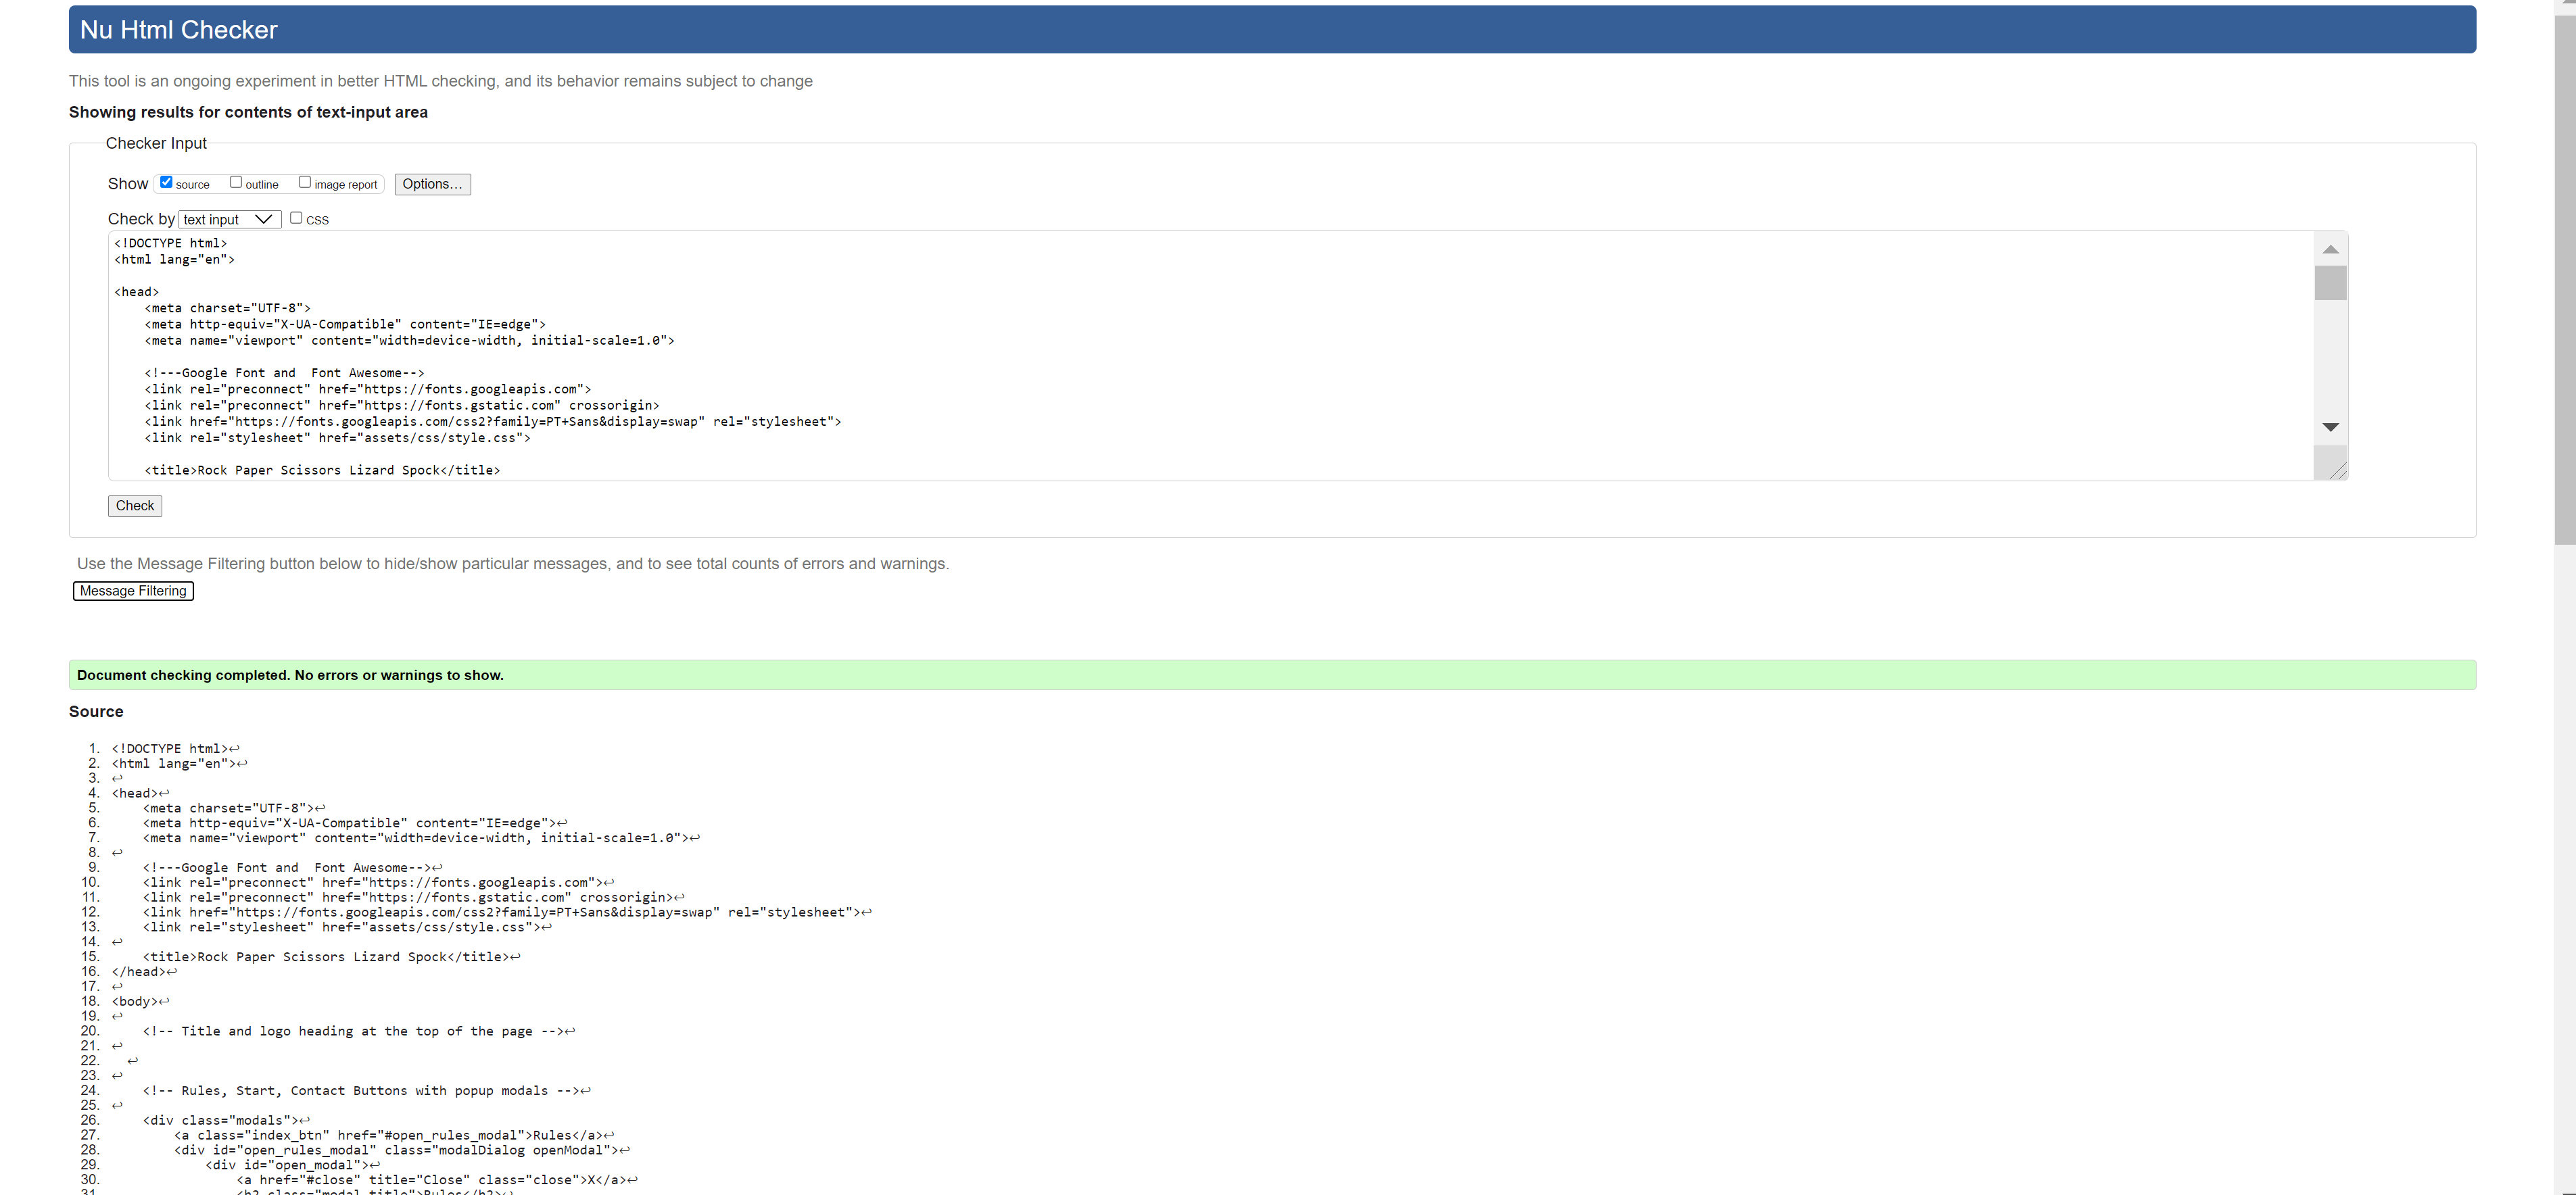 Nu Html Checker
This tool is an ongoing experiment in better HTML checking, and its behavior remains subject to change
Showing results for contents of text-input area
Checker Input
Show source outline image report Options...
Check by text input CSS
<!DOCTYPE html>
<html lang="en">
<head>
    <meta charset="UTF-8">
    <meta http-equiv="X-UA-Compatible" content="IE=edge">
    <meta name="viewport" content="width=device-width, initial-scale=1.0">
    <!---Google Font and  Font Awesome-->
    <link rel="preconnect" href="https://fonts.googleapis.com">
    <link rel="preconnect" href="https://fonts.gstatic.com" crossorigin>
    <link href="https://fonts.googleapis.com/css2?family=PT+Sans&display=swap" rel="stylesheet">
    <link rel="stylesheet" href="assets/css/style.css">
    <title>Rock Paper Scissors Lizard Spock</title>
Check
Use the Message Filtering button below to hide/show particular messages, and to see total counts of errors and warnings.
Message Filtering
Document checking completed. No errors or warnings to show.
Source
1. <!DOCTYPE html>↩
2. <html lang="en">↩
3. ↩
4. <head>↩
5.     <meta charset="UTF-8">↩
6.     <meta http-equiv="X-UA-Compatible" content="IE=edge">↩
7.     <meta name="viewport" content="width=device-width, initial-scale=1.0">↩
8. ↩
9.     <!---Google Font and  Font Awesome-->↩
10.     <link rel="preconnect" href="https://fonts.googleapis.com">↩
11.     <link rel="preconnect" href="https://fonts.gstatic.com" crossorigin>↩
12.     <link href="https://fonts.googleapis.com/css2?family=PT+Sans&display=swap" rel="stylesheet">↩
13.     <link rel="stylesheet" href="assets/css/style.css">↩
14. ↩
15.     <title>Rock Paper Scissors Lizard Spock</title>↩
16. </head>↩
17. ↩
18. <body>↩
19. ↩
20.     <!-- Title and logo heading at the top of the page -->↩
21. ↩
22.   ↩
23. ↩
24.     <!-- Rules, Start, Contact Buttons with popup modals -->↩
25. ↩
26.     <div class="modals">↩
27.         <a class="index_btn" href="#open_rules_modal">Rules</a>↩
28.         <div id="open_rules_modal" class="modalDialog openModal">↩
29.             <div id="open_modal">↩
30.                 <a href="#close" title="Close" class="close">X</a>↩
31.                 <h2 class="modal_title">Rules</h2>↩